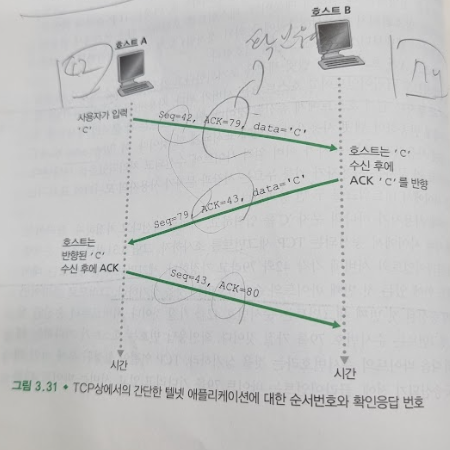 호스트 B
호스트 A
42
사용자가 입력
'C'
Seq=42, ACK=79, data='C'
호스트는 'C'
수신 후에
ACK 'C'를 반향
Seq=79, ACK=43, data='C'
호스트는
반향된 'C'
수신 후에 ACK
Seq=43, ACK=80
시간
시간
그림 3.31 • TCP상에서의 간단한 텔넷 애플리케이션에 대한 순서번호와 확인응답 번호